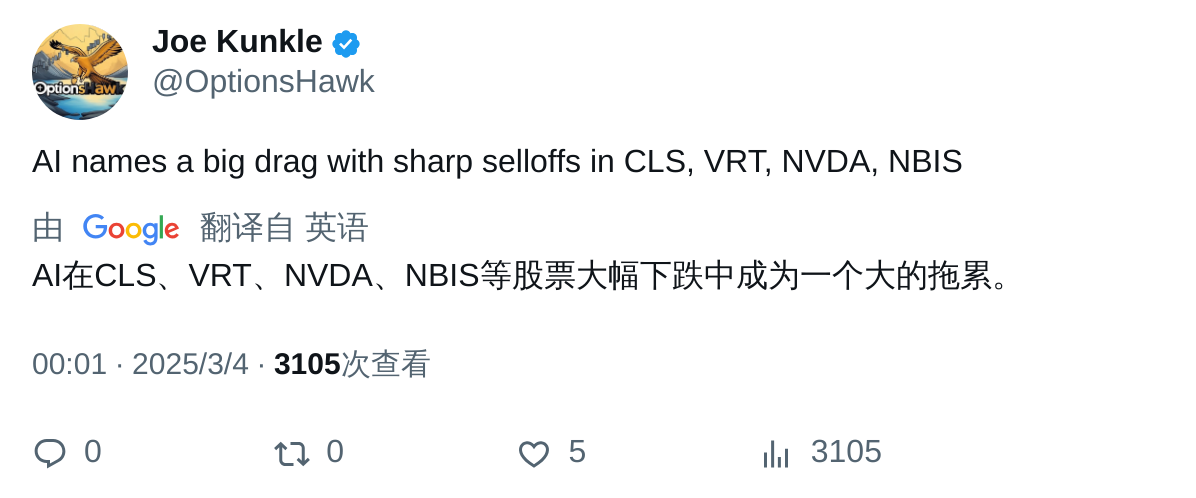 Joe Kunkle
@OptionsHawk
AI names a big drag with sharp selloffs in CLS, VRT, NVDA, NBIS
由 Google 翻译自 英语
AI在CLS、VRT、NVDA、NBIS等股票大幅下跌中成为一个大的拖累。
00:01 · 2025/3/4 · 3105次查看
0 0 5 3105